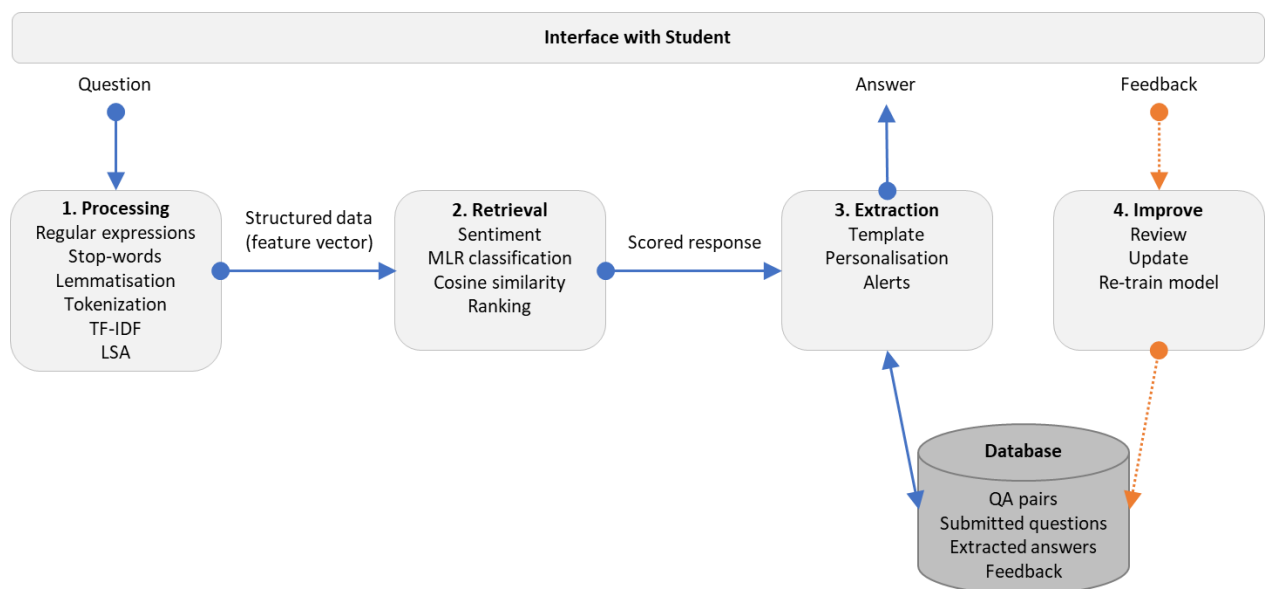 Interface with Student
Question
Answer
Feedback
1. Processing
Regular expressions
Stop-words
Lemmatisation
Tokenization
TF-IDF
LSA
Structured data
(feature vector)
2. Retrieval
Sentiment
MLR classification
Cosine similarity
Ranking
Scored response
3. Extraction
Template
Personalisation
Alerts
4. Improve
Review
Update
Re-train model
Database
QA pairs
Submitted questions
Extracted answers
Feedback